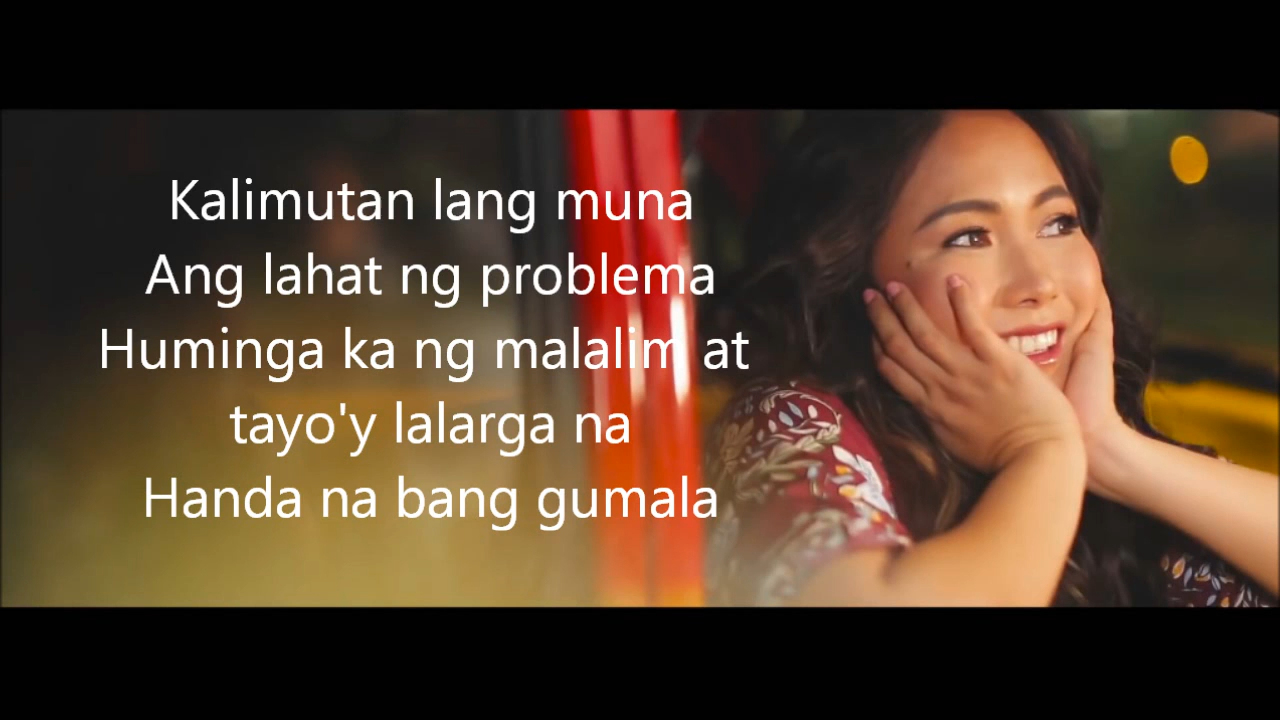 Kalimutan lang muna
Ang lahat ng problema
Huminga ka ng malalim at
tayo'y lalarga na
Handa na bang gumala